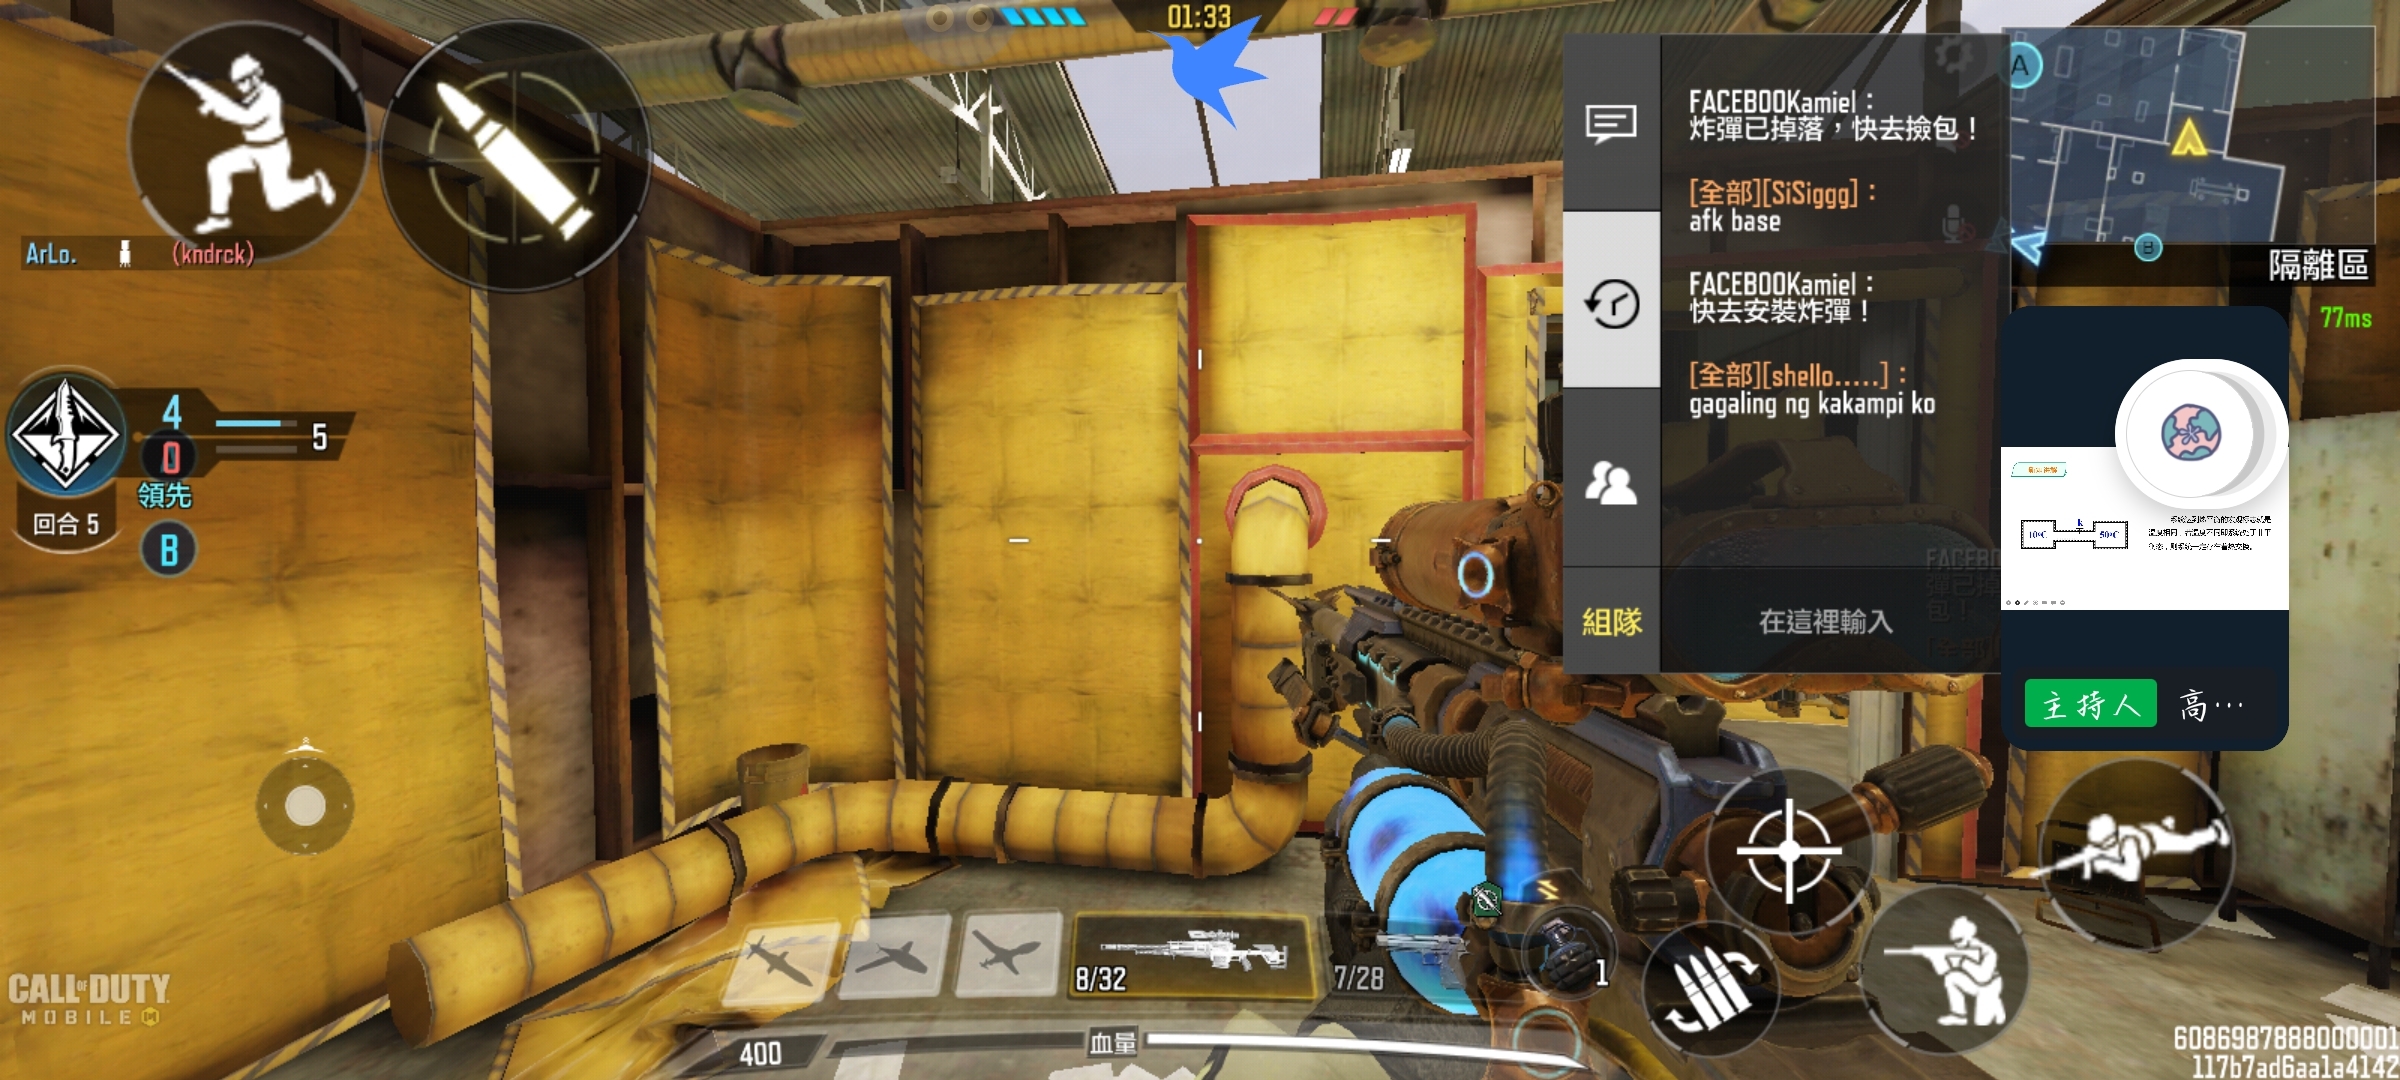 01:33
ArLo. (kndrck)
4
0
5
領先
回合 5
B
FACEBOOKamiel：
炸彈已掉落，快去撿包！
[全部][SiSiggg]：
afk base
FACEBOOKamiel：
快去安裝炸彈！
[全部][shello.....]：
gagaling ng kakampi ko
組隊
在這裡輸入
A
B
隔離區
77ms
k
10°C
50°C
主持人
高…
8/32
7/28
1
400
血量
CALL OF DUTY
MOBILE
6086987888000001
117b7ad6aa1a4142